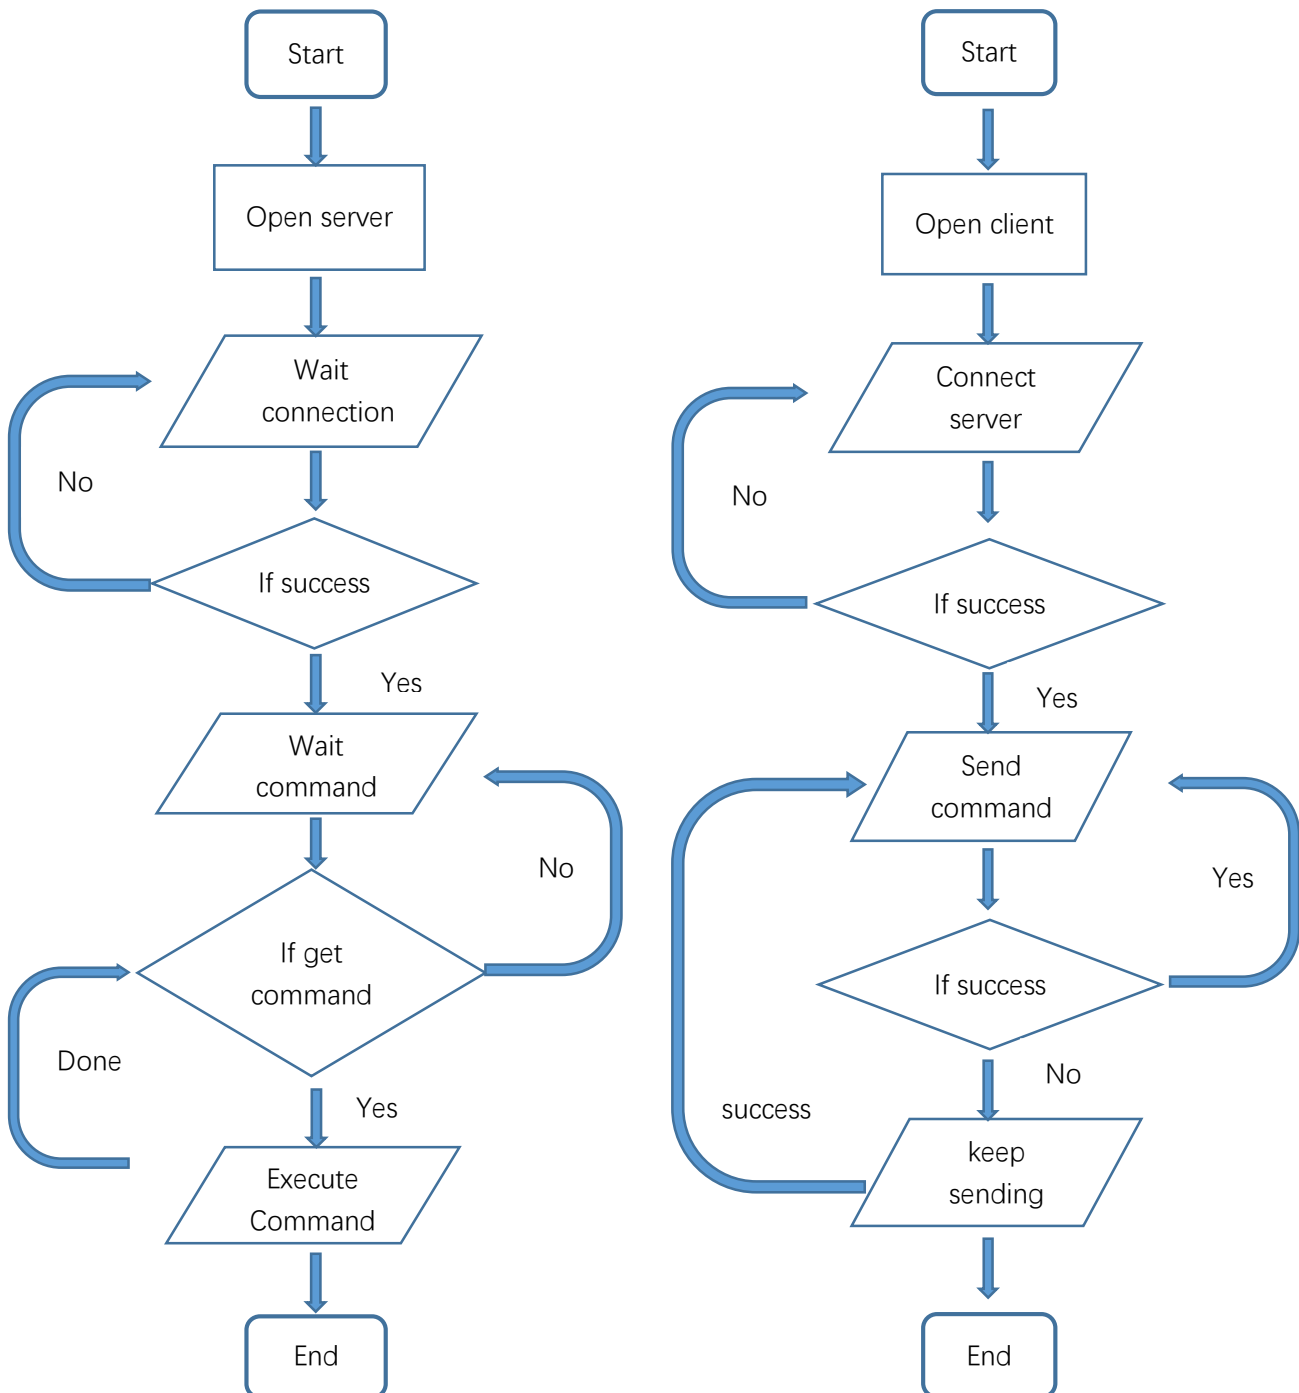 Start
Open server
Wait
connection
No
If success
Yes
Wait
command
No
If get
command
Done
Yes
Execute
Command
End
Start
Open client
Connect
server
No
If success
Yes
Send
command
Yes
If success
No
success
keep
sending
End